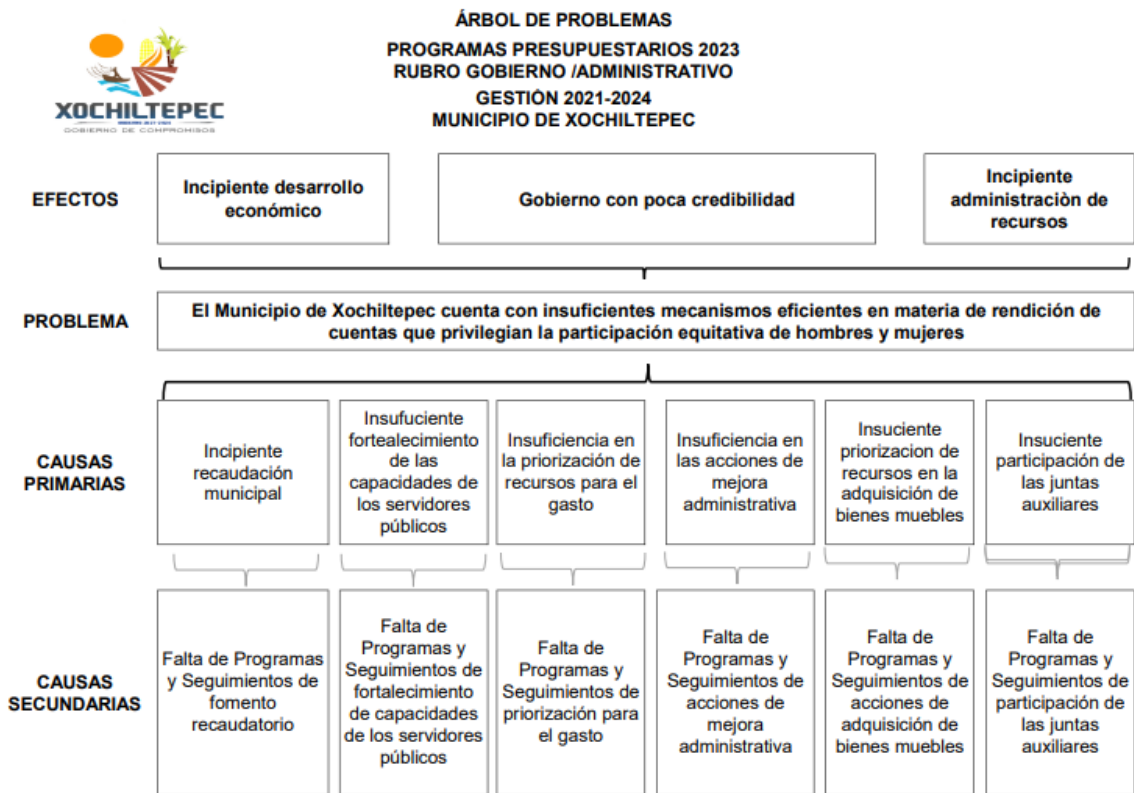 ÁRBOL DE PROBLEMAS
PROGRAMAS PRESUPUESTARIOS 2023
RUBRO GOBIERNO /ADMINISTRATIVO
GESTIÓN 2021-2024
MUNICIPIO DE XOCHILTEPEC
XOCHILTEPEC
GOBIERNO DE COMPROMISOS
EFECTOS
Incipiente desarrollo
económico
Gobierno con poca credibilidad
Incipiente
administraciòn de
recursos
PROBLEMA
El Municipio de Xochiltepec cuenta con insuficientes mecanismos eficientes en materia de rendición de
cuentas que privilegian la participación equitativa de hombres y mujeres
CAUSAS
PRIMARIAS
Incipiente
recaudación
municipal
Insufuciente
fortealecimiento
de las
capacidades de
los servidores
públicos
Insuficiencia en
la priorización de
recursos para el
gasto
Insuficiencia en
las acciones de
mejora
administrativa
Insuciente
priorizacion de
recursos en la
adquisición de
bienes muebles
Insuciente
participación de
las juntas
auxiliares
CAUSAS
SECUNDARIAS
Falta de Programas
y Seguimientos de
fomento
recaudatorio
Falta de
Programas y
Seguimientos de
fortalecimiento
de capacidades
de los servidores
públicos
Falta de
Programas y
Seguimientos de
priorización para
el gasto
Falta de
Programas y
Seguimientos de
acciones de
mejora
administrativa
Falta de
Programas y
Seguimientos de
acciones de
adquisición de
bienes muebles
Falta de
Programas y
Seguimientos de
participación de
las juntas
auxiliares